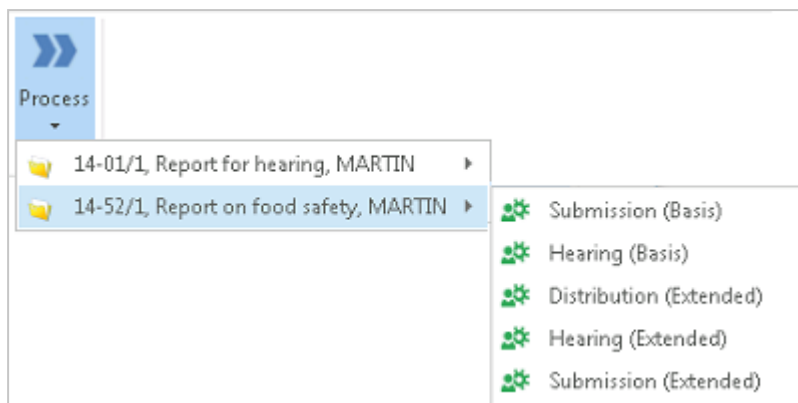 Process
14-01/1, Report for hearing, MARTIN
14-52/1, Report on food safety, MARTIN
Submission (Basis)
Hearing (Basis)
Distribution (Extended)
Hearing (Extended)
Submission (Extended)